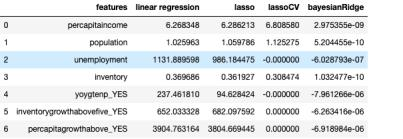 features linear regression lasso lassoCV bayesianRidge
0 percapitaincome 6.268348 6.286213 6.808580 2.975355e-09
1 population 1.025963 1.059786 1.125275 5.204455e-10
2 unemployment 1131.889598 986.184475 -0.000000 -6.028793e-07
3 inventory 0.369686 0.361927 0.308474 1.032477e-10
4 yoygtenp_YES 237.461810 94.628424 -0.000000 -7.961266e-06
5 inventorygrowthabovefive_YES 652.033328 682.097592 0.000000 -6.263416e-06
6 percapitagrowthabove_YES 3904.763164 3804.669445 0.000000 -6.918984e-06